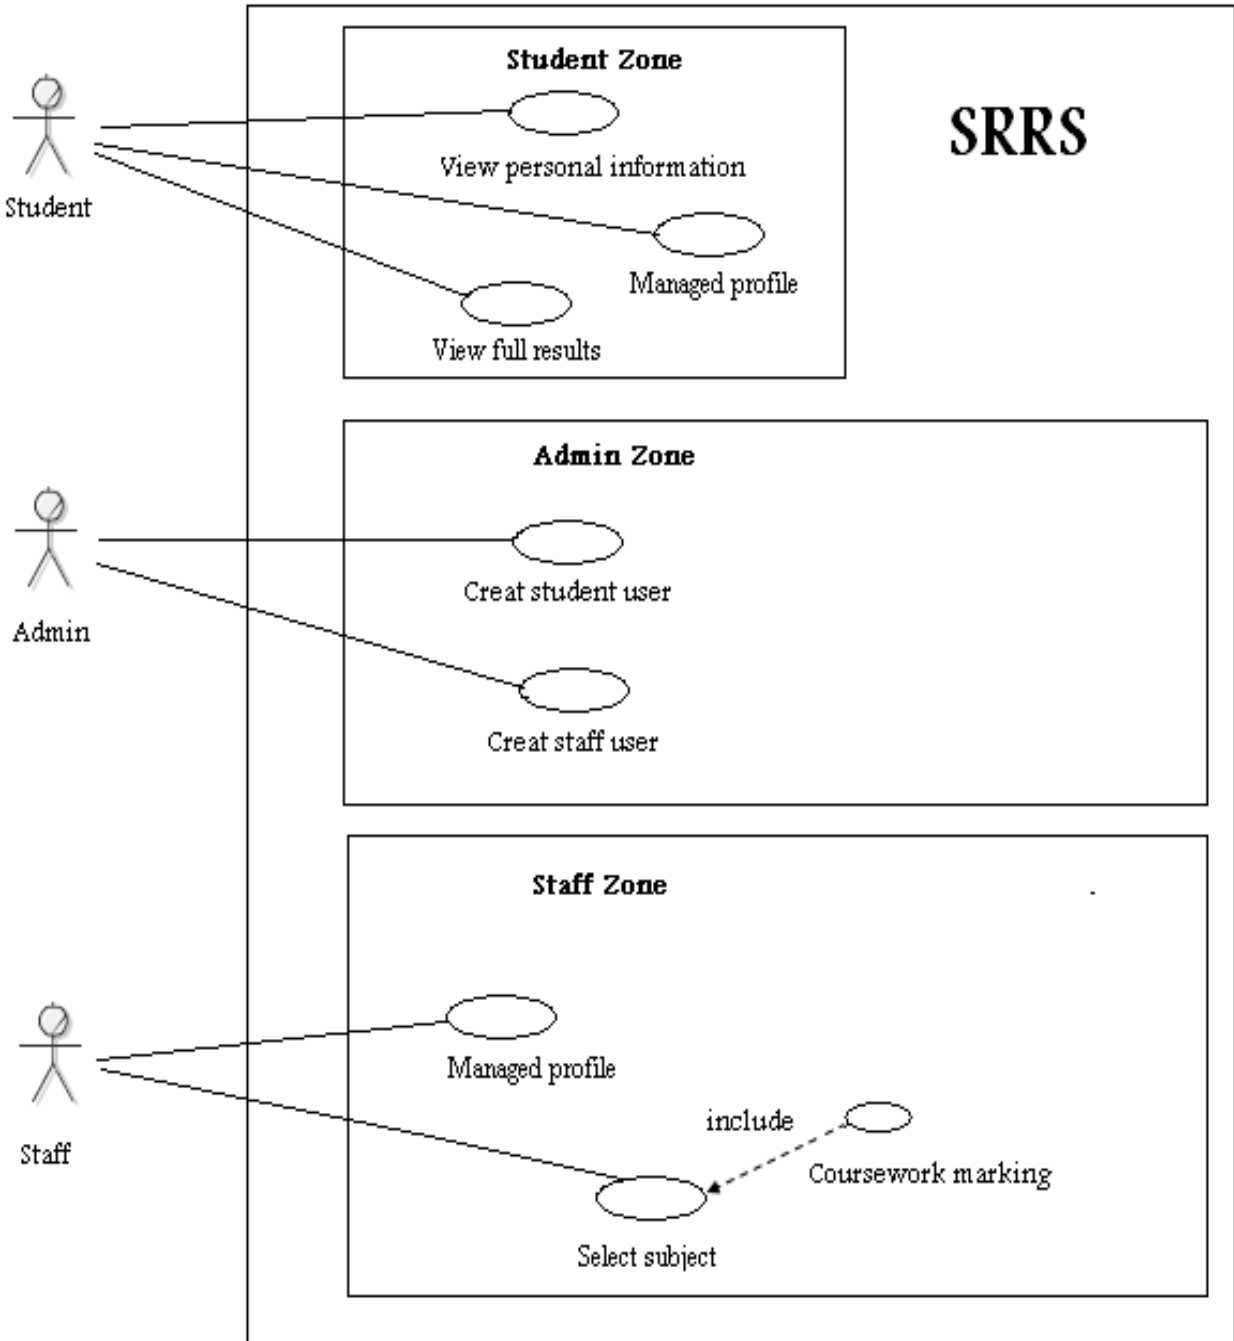 Student Zone
SRRS
View personal information
Student
Managed profile
View full results
Admin Zone
Creat student user
Admin
Creat staff user
Staff Zone
Managed profile
include
Staff
Coursework marking
Select subject